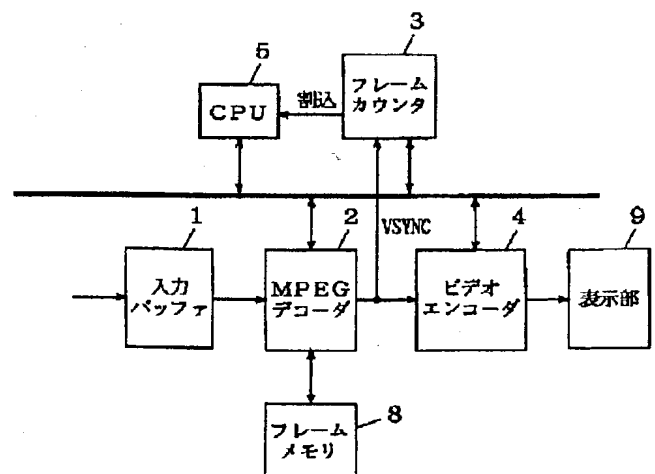 3
5
フレーム
カウンタ
割込
CPU
1
2
VSYNC
4
9
入力
バッファ
MPEG
デコーダ
ビデオ
エンコーダ
表示部
8
フレーム
メモリ